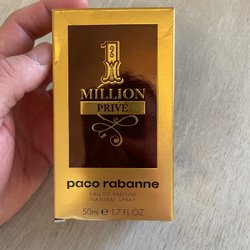 1
MILLION
PRIVÉ
paco rabanne
EAU DE PARFUM
NATURAL SPRAY
50ml e 1.7 FL OZ